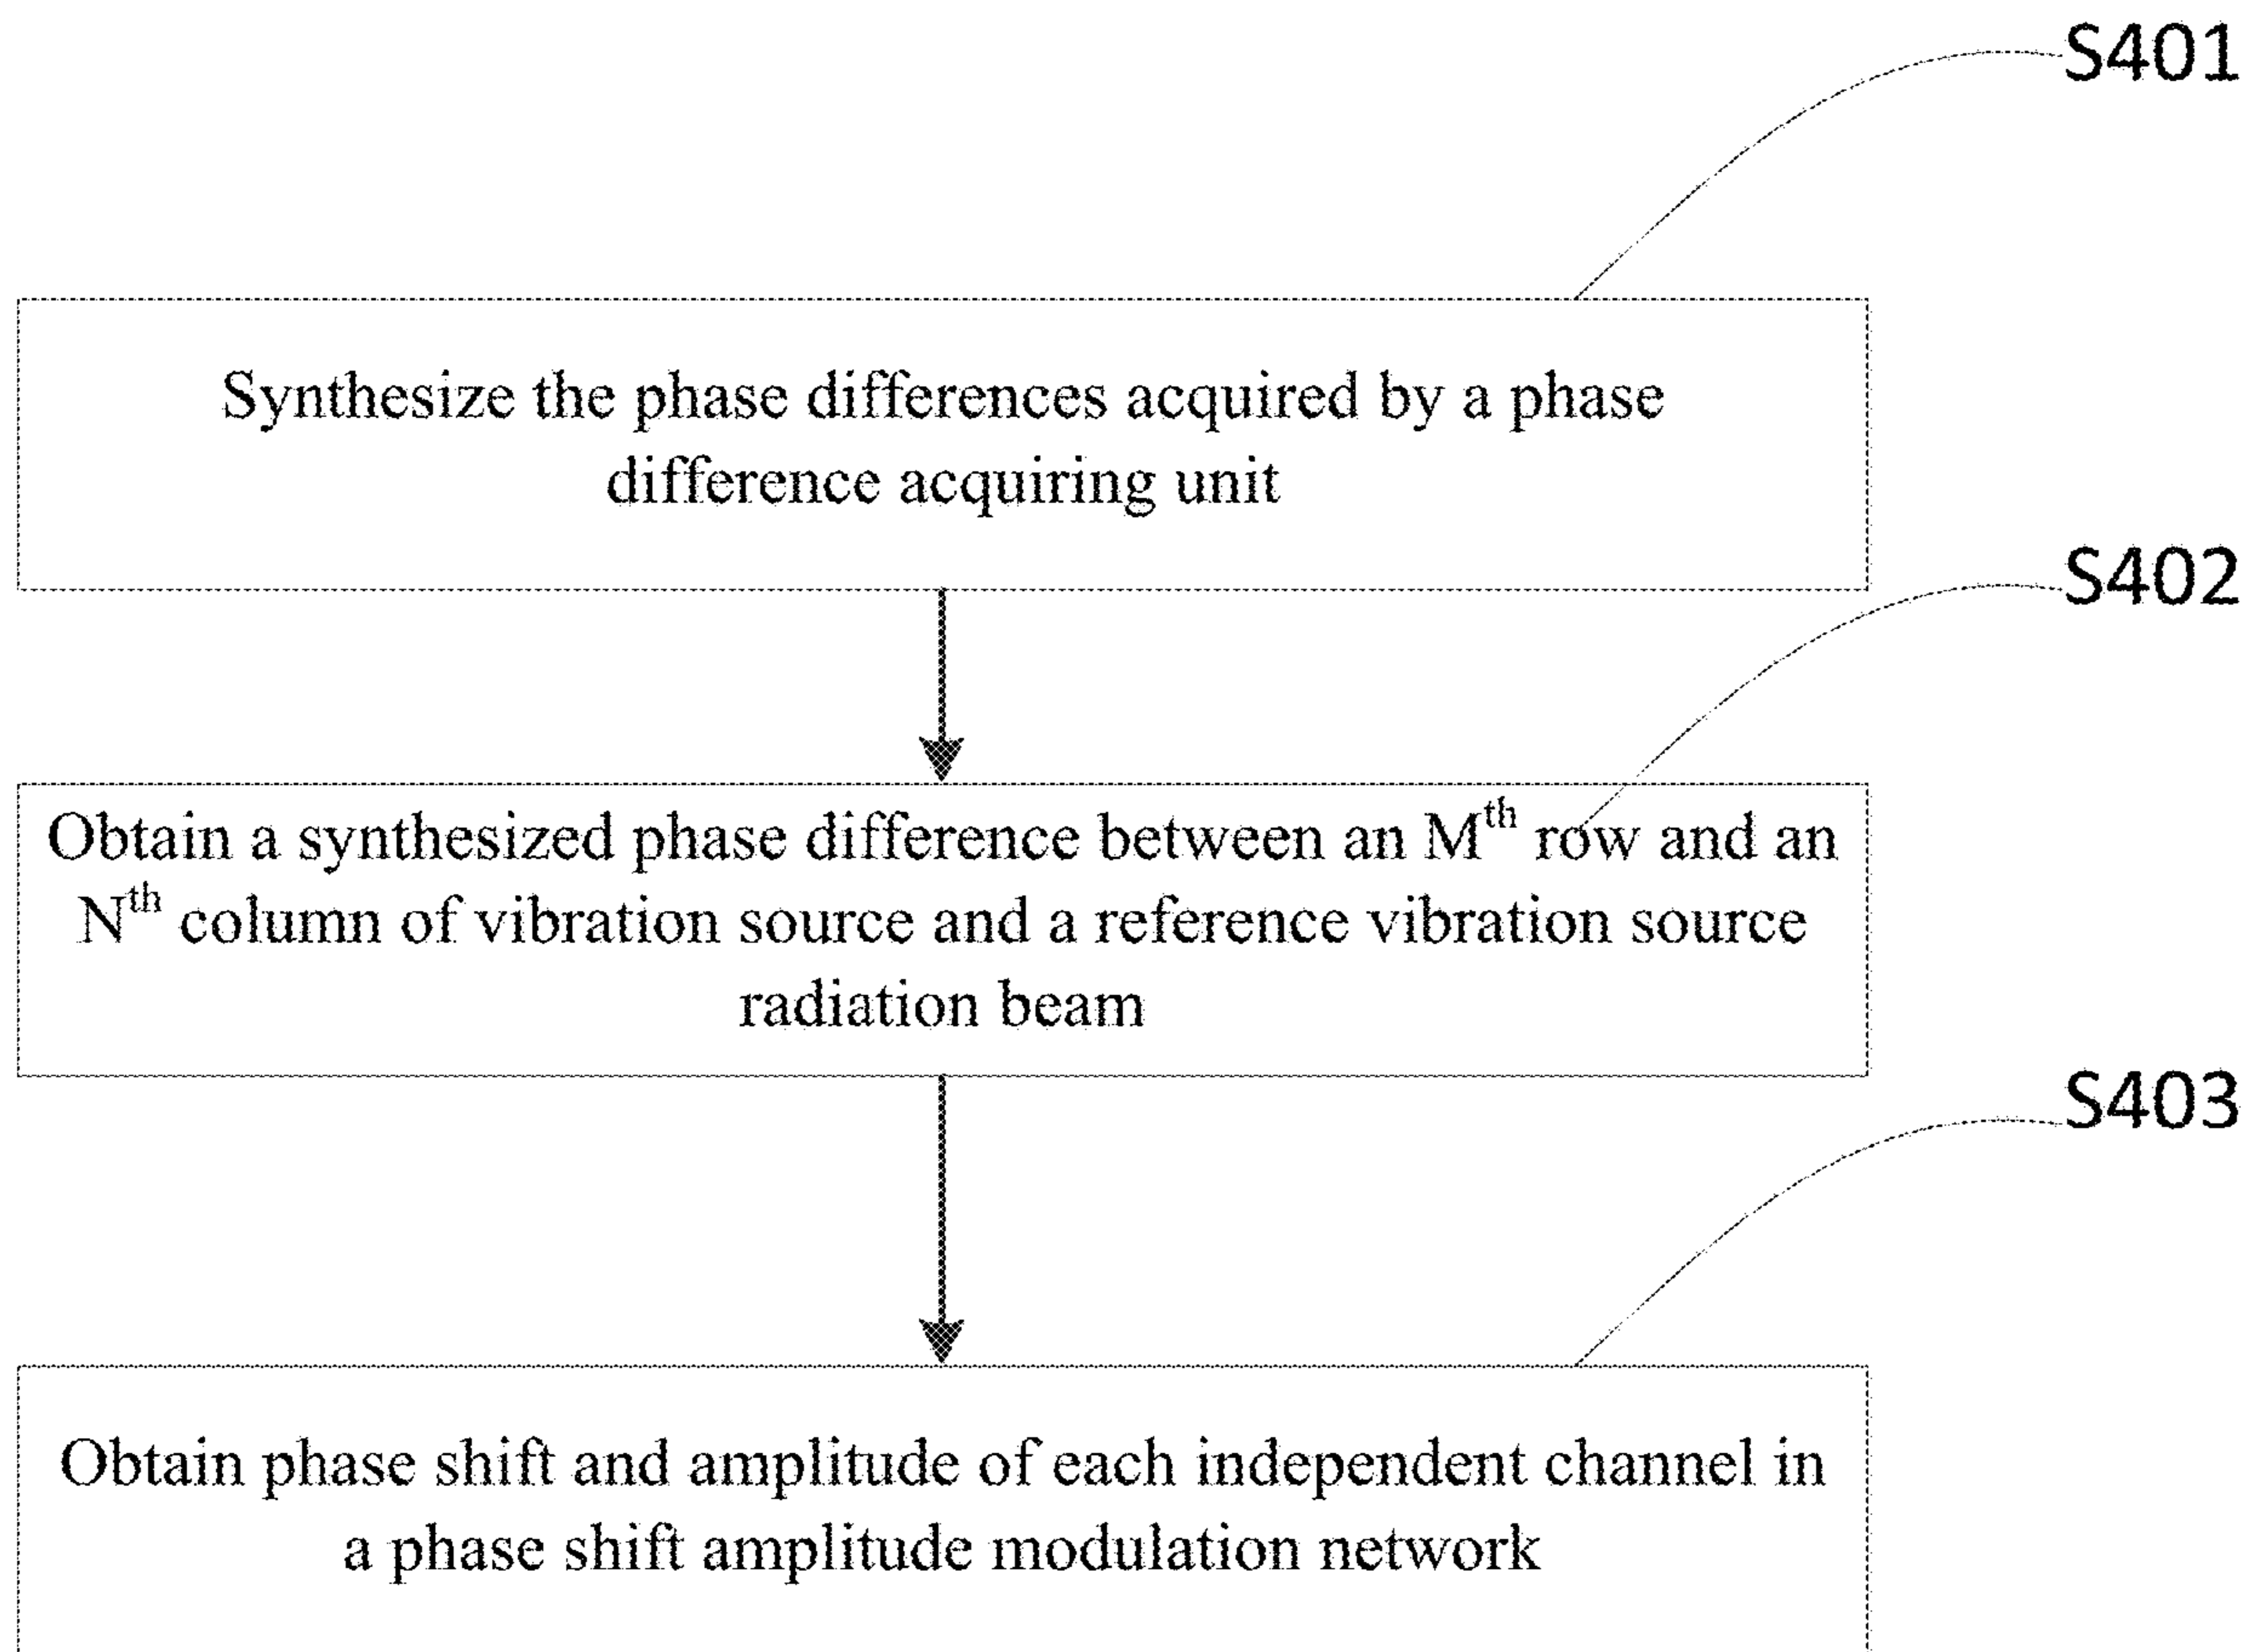 S401
Synthesize the phase differences acquired by a phase
difference acquiring unit
S402
Obtain a synthesized phase difference between an Mth row and an
Nth column of vibration source and a reference vibration source
radiation beam
S403
Obtain phase shift and amplitude of each independent channel in
a phase shift amplitude modulation network